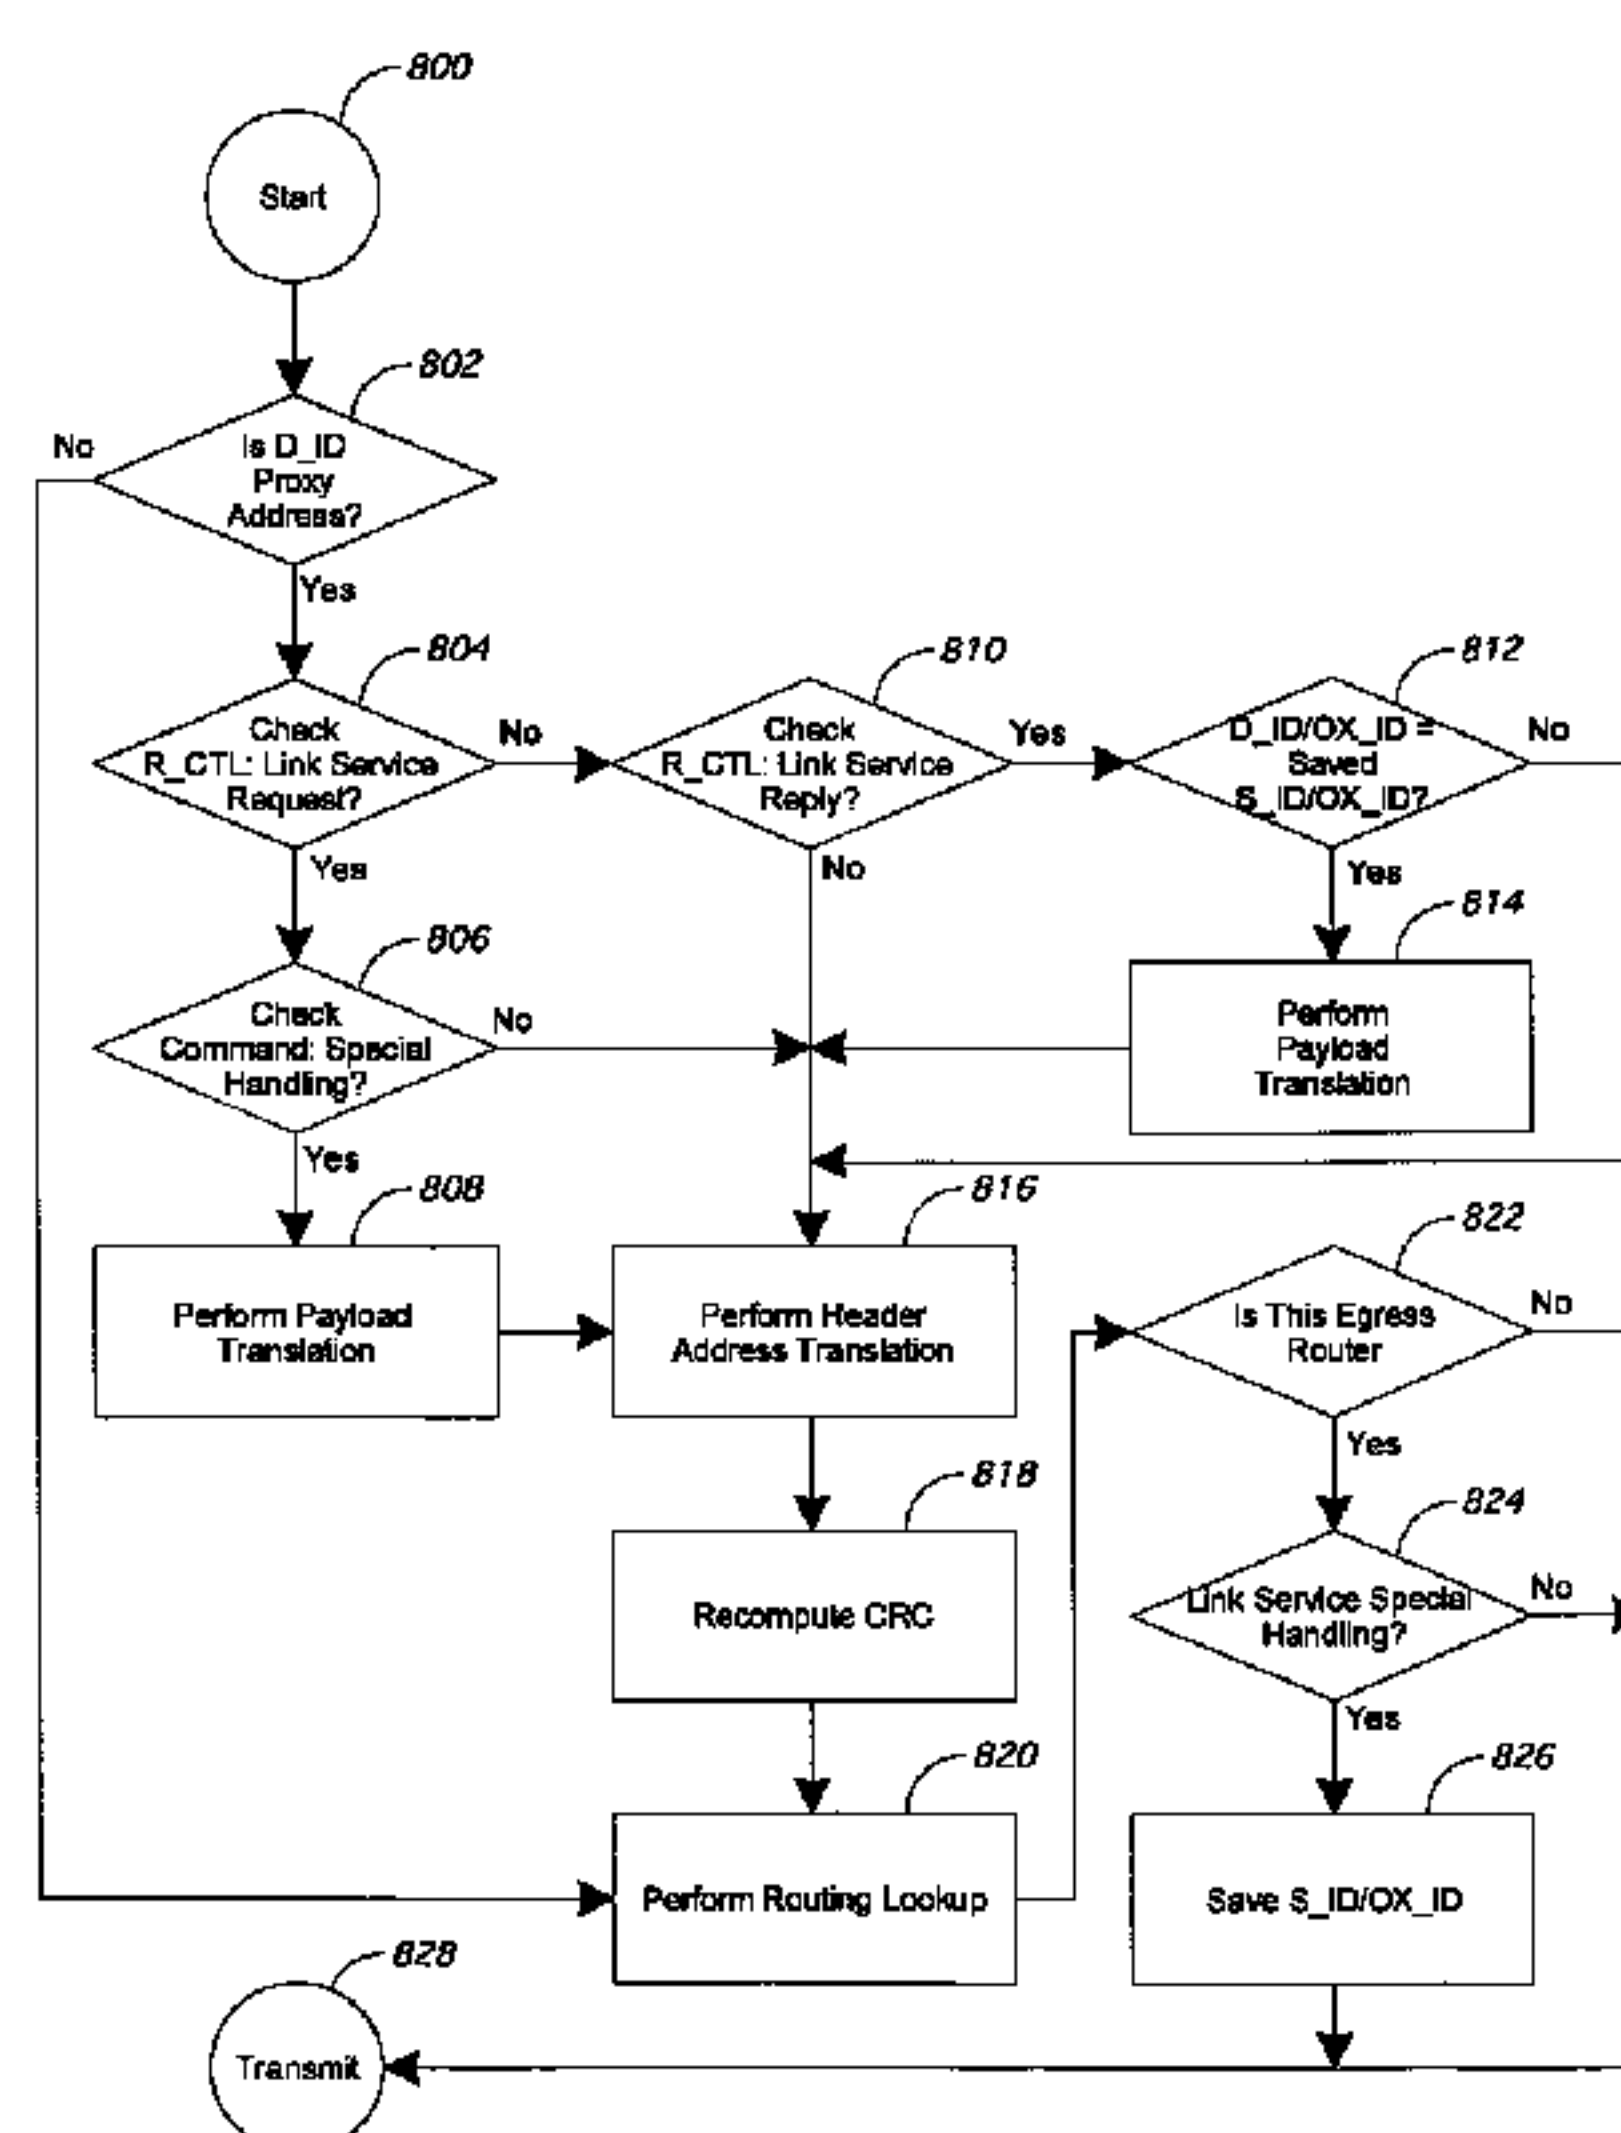 800
Start
802
No
Is D_ID
Proxy
Address?
Yes
804
Check
R_CTL: Link Service
Request?
No
810
Check
R_CTL: Link Service
Reply?
Yes
812
D_ID/OX_ID =
Saved
S_ID/OX_ID?
No
Yes
No
Yes
814
Perform
Payload
Translation
806
Check
Command: Special
Handling?
No
Yes
808
Perform Payload
Translation
816
Perform Header
Address Translation
822
Is This Egress
Router
No
Yes
818
Recompute CRC
824
Link Service Special
Handling?
No
Yes
820
Perform Routing Lookup
826
Save S_ID/OX_ID
828
Transmit